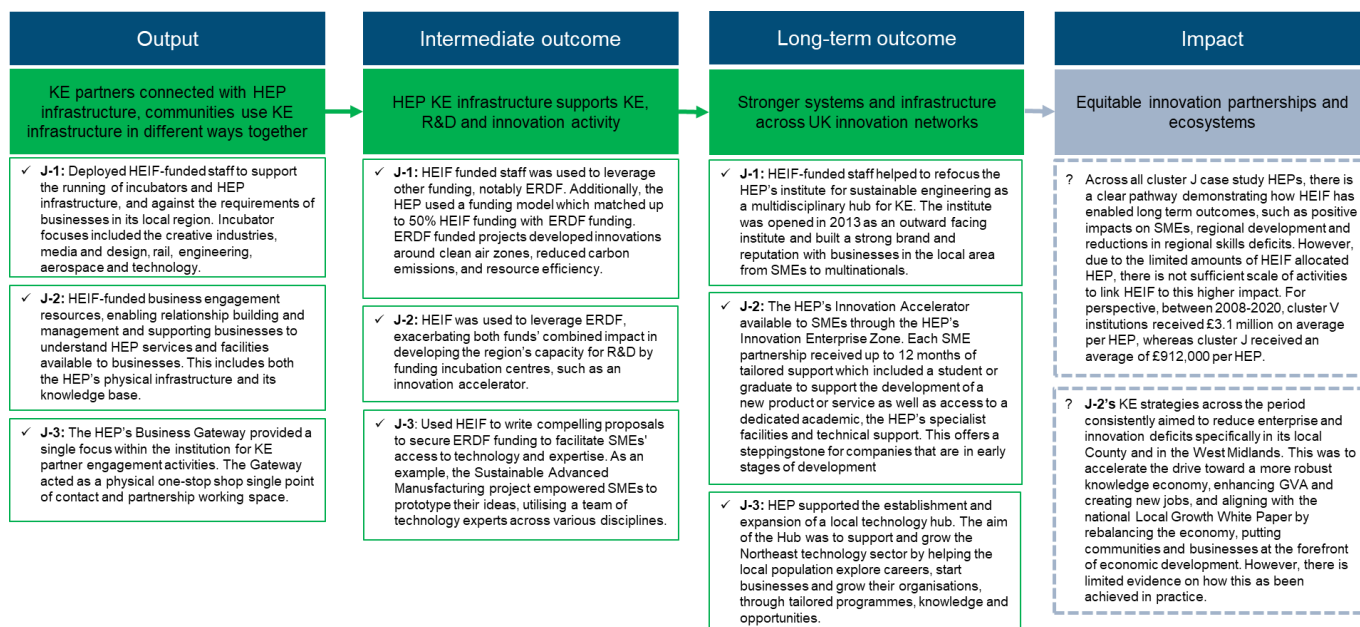 Output
KE partners connected with HEP
infrastructure, communities use KE
infrastructure in different ways together
✓ J-1: Deployed HEIF-funded staff to support
the running of incubators and HEP
infrastructure, and against the requirements
of businesses in its local region. Incubator
focuses included the creative industries,
media and design, rail, engineering,
aerospace and technology.
✓ J-2: HEIF-funded business engagement
resources, enabling relationship building and
management and supporting businesses to
understand HEP services and facilities
available to businesses. This includes both
the HEP's physical infrastructure and its
knowledge base.
✓ J-3: The HEP's Business Gateway provided a
single focus within the institution for KE
partner engagement activities. The Gateway
acted as a physical one-stop shop single point
of contact and partnership working space.
Intermediate outcome
HEP KE infrastructure supports KE,
R&D and innovation activity
✓ J-1: HEIF funded staff was used to leverage
other funding, notably ERDF. Additionally, the
HEP used a funding model which matched up
to 50% HEIF funding with ERDF funding.
ERDF funded projects developed innovations
around clean air zones, reduced carbon
emissions, and resource efficiency.
✓ J-2: HEIF was used to leverage ERDF,
exacerbating both funds' combined impact in
developing the region's capacity for R&D by
funding incubation centres, such as an
innovation accelerator.
✓ J-3: Used HEIF to write compelling proposals
to secure ERDF funding to facilitate SMEs'
access to technology and expertise. As an
example, the Sustainable Advanced
Manusfacturing project empowered SMEs to
prototype their ideas, utilising a team of
technology experts across various disciplines.
Long-term outcome
Stronger systems and infrastructure
across UK innovation networks
✓ J-1: HEIF-funded staff helped to refocus the
HEP's institute for sustainable engineering as
a multidisciplinary hub for KE. The institute
was opened in 2013 as an outward facing
institute and built a strong brand and
reputation with businesses in the local area
from SMEs to multinationals.
✓ J-2: The HEP's Innovation Accelerator
available to SMEs through the HEP's
Innovation Enterprise Zone. Each SME
partnership received up to 12 months of
tailored support which included a student or
graduate to support the development of a
new product or service as well as access to a
dedicated academic, the HEP's specialist
facilities and technical support. This offers a
steppingstone for companies that are in early
stages of development
✓ J-3: HEP supported the establishment and
expansion of a local technology hub. The aim
of the Hub was to support and grow the
Northeast technology sector by helping the
local population explore careers, start
businesses and grow their organisations,
through tailored programmes, knowledge and
opportunities.
Impact
Equitable innovation partnerships and
ecosystems
? Across all cluster J case study HEPs, there is
a clear pathway demonstrating how HEIF has
enabled long term outcomes, such as positive
impacts on SMEs, regional development and
reductions in regional skills deficits. However,
due to the limited amounts of HEIF allocated
HEP, there is not sufficient scale of activities
to link HEIF to this higher impact. For
perspective, between 2008-2020, cluster V
institutions received £3.1 million on average
per HEP, whereas cluster J received an
average of £912,000 per HEP.
? J-2's KE strategies across the period
consistently aimed to reduce enterprise and
innovation deficits specifically in its local
County and in the West Midlands. This was to
accelerate the drive toward a more robust
knowledge economy, enhancing GVA and
creating new jobs, and aligning with the
national Local Growth White Paper by
rebalancing the economy, putting
communities and businesses at the forefront
of economic development. However, there is
limited evidence on how this as been
achieved in practice.